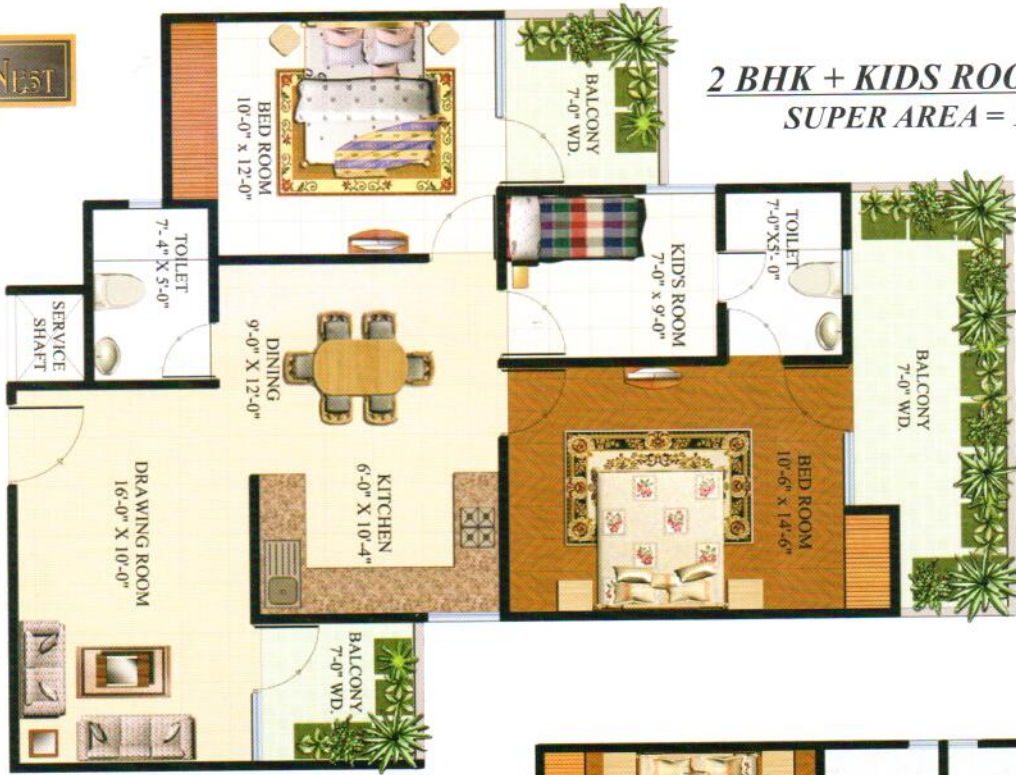 NEST
2 BHK + KIDS
SUPER AREA =
BED ROOM
10'-0" x 12'-0"
BALCONY
7'-0" WD.
TOILET
7'- 4" X 5'-0"
SERVICE
SHAFT
DINING
9'-0" X 12'-0"
KID'S ROOM
7'-0" x 9'-0"
TOILET
7'-0"X5'- 0"
BALCONY
7'-0" WD.
KITCHEN
6'-0" X 10'-4"
BED ROOM
10'-6" x 14'-6"
DRAWING ROOM
16'-0" X 10'-0"
BALCONY
7'-0" WD.